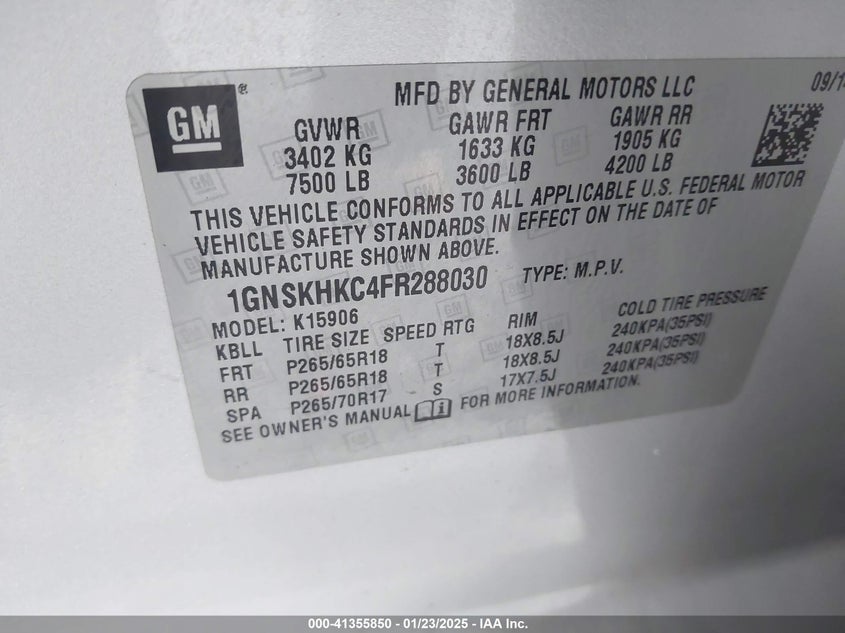 GM
MFD BY GENERAL MOTORS LLC
09/1
GVWR
GAWR FRT
GAWR RR
3402 KG
1633 KG
1905 KG
7500 LB
3600 LB
4200 LB
THIS VEHICLE CONFORMS TO ALL APPLICABLE U.S. FEDERAL MOTOR
VEHICLE SAFETY STANDARDS IN EFFECT ON THE DATE OF
MANUFACTURE SHOWN ABOVE.
1GNSKHKC4FR288030 TYPE: M.P.V.
MODEL: K15906
KBLL TIRE SIZE SPEED RTG RIM COLD TIRE PRESSURE
FRT P265/65R18 T 18X8.5J 240KPA(35PSI)
RR P265/65R18 T 18X8.5J 240KPA(35PSI)
SPA P265/70R17 S 17X7.5J 240KPA(35PSI)
SEE OWNER'S MANUAL FOR MORE INFORMATION.
000-41355850 / 01/23/2025 - IAA Inc.